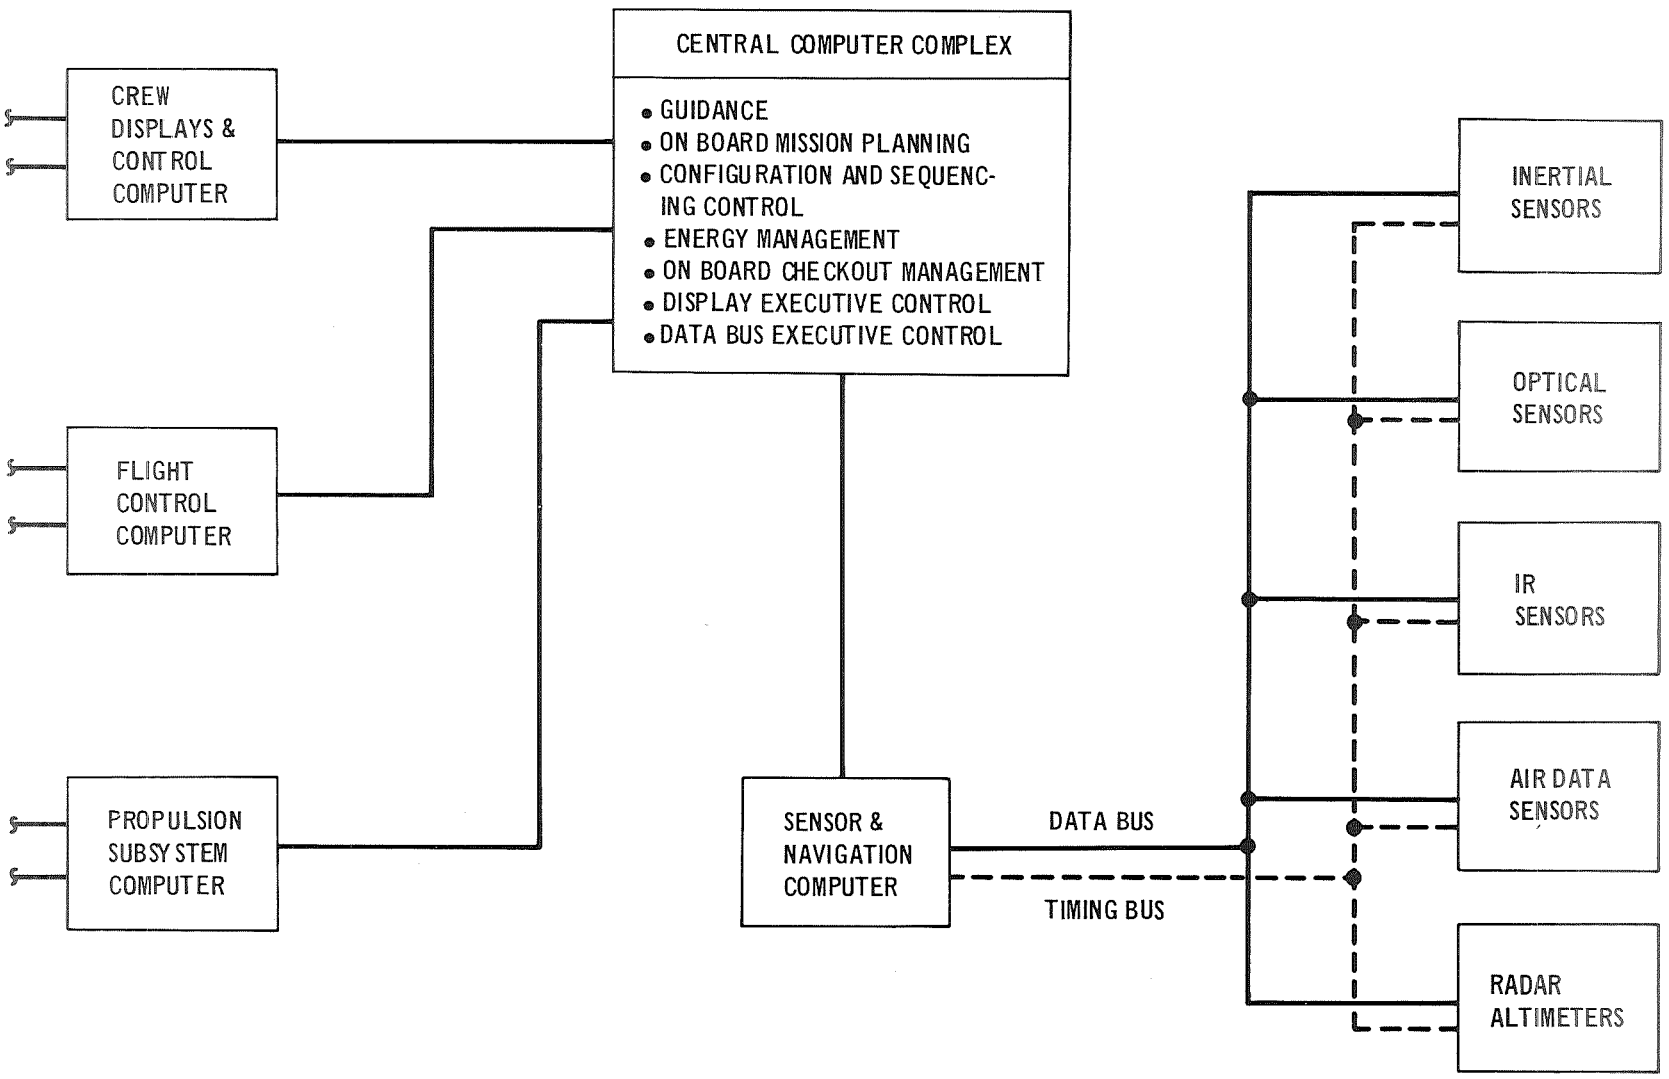 CENTRAL COMPUTER COMPLEX
• GUIDANCE
• ON BOARD MISSION PLANNING
• CONFIGURATION AND SEQUENC-
ING CONTROL
• ENERGY MANAGEMENT
• ON BOARD CHECKOUT MANAGEMENT
• DISPLAY EXECUTIVE CONTROL
• DATA BUS EXECUTIVE CONTROL
CREW
DISPLAYS &
CONTROL
COMPUTER
FLIGHT
CONTROL
COMPUTER
PROPULSION
SUBSYSTEM
COMPUTER
SENSOR &
NAVIGATION
COMPUTER
DATA BUS
TIMING BUS
INERTIAL
SENSORS
OPTICAL
SENSORS
IR
SENSORS
AIR DATA
SENSORS
RADAR
ALTIMETERS